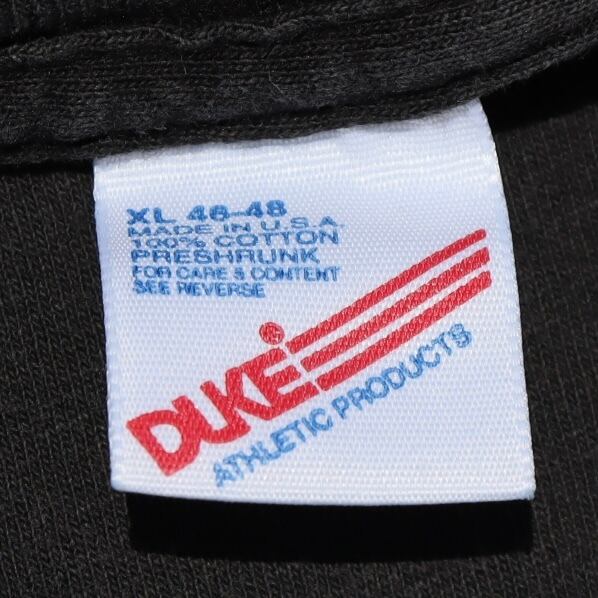 XL 46-48
MADE IN U.S.A.
100% COTTON
PRESHRUNK
FOR CARE & CONTENT
SEE REVERSE
DUKE®
ATHLETIC PRODUCTS